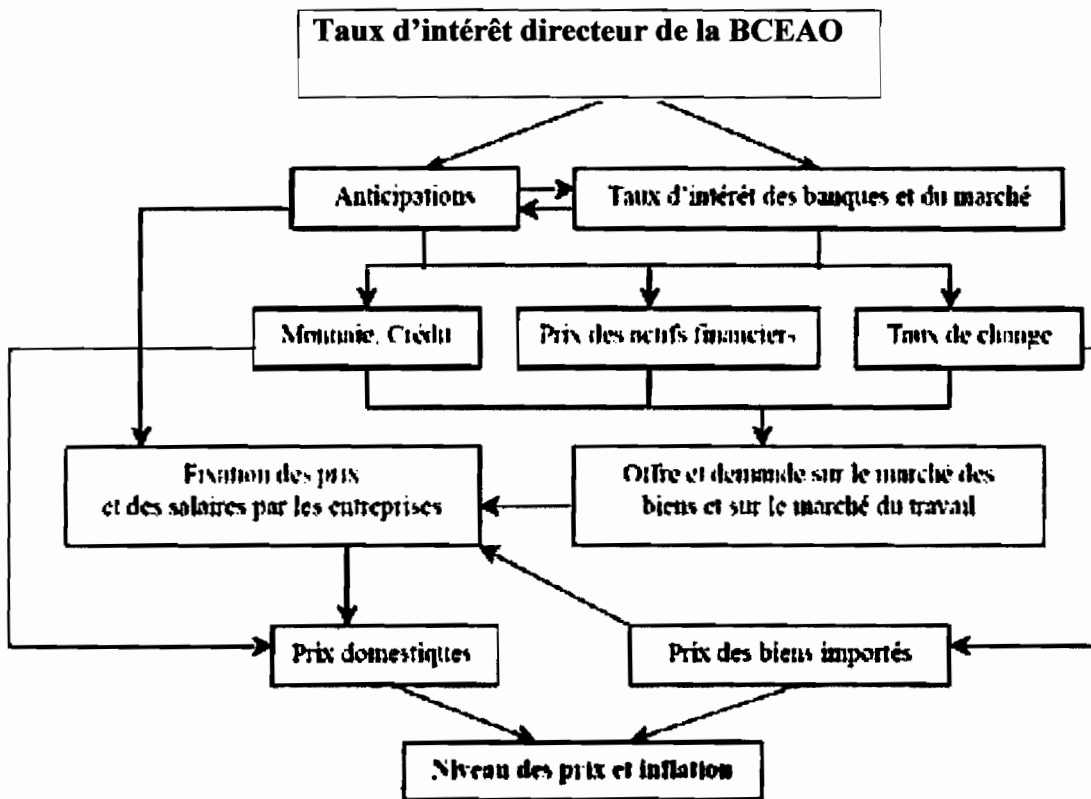 Taux d'intérêt directeur de la BCEAO
Anticipations
Taux d'intérêt des banques et du marché
Monnaie, Crédit
Prix des actifs financiers
Taux de change
Fixation des prix
et des salaires par les entreprises
Offre et demande sur le marché des
biens et sur le marché du travail
Prix domestiques
Prix des biens importés
Niveau des prix et inflation